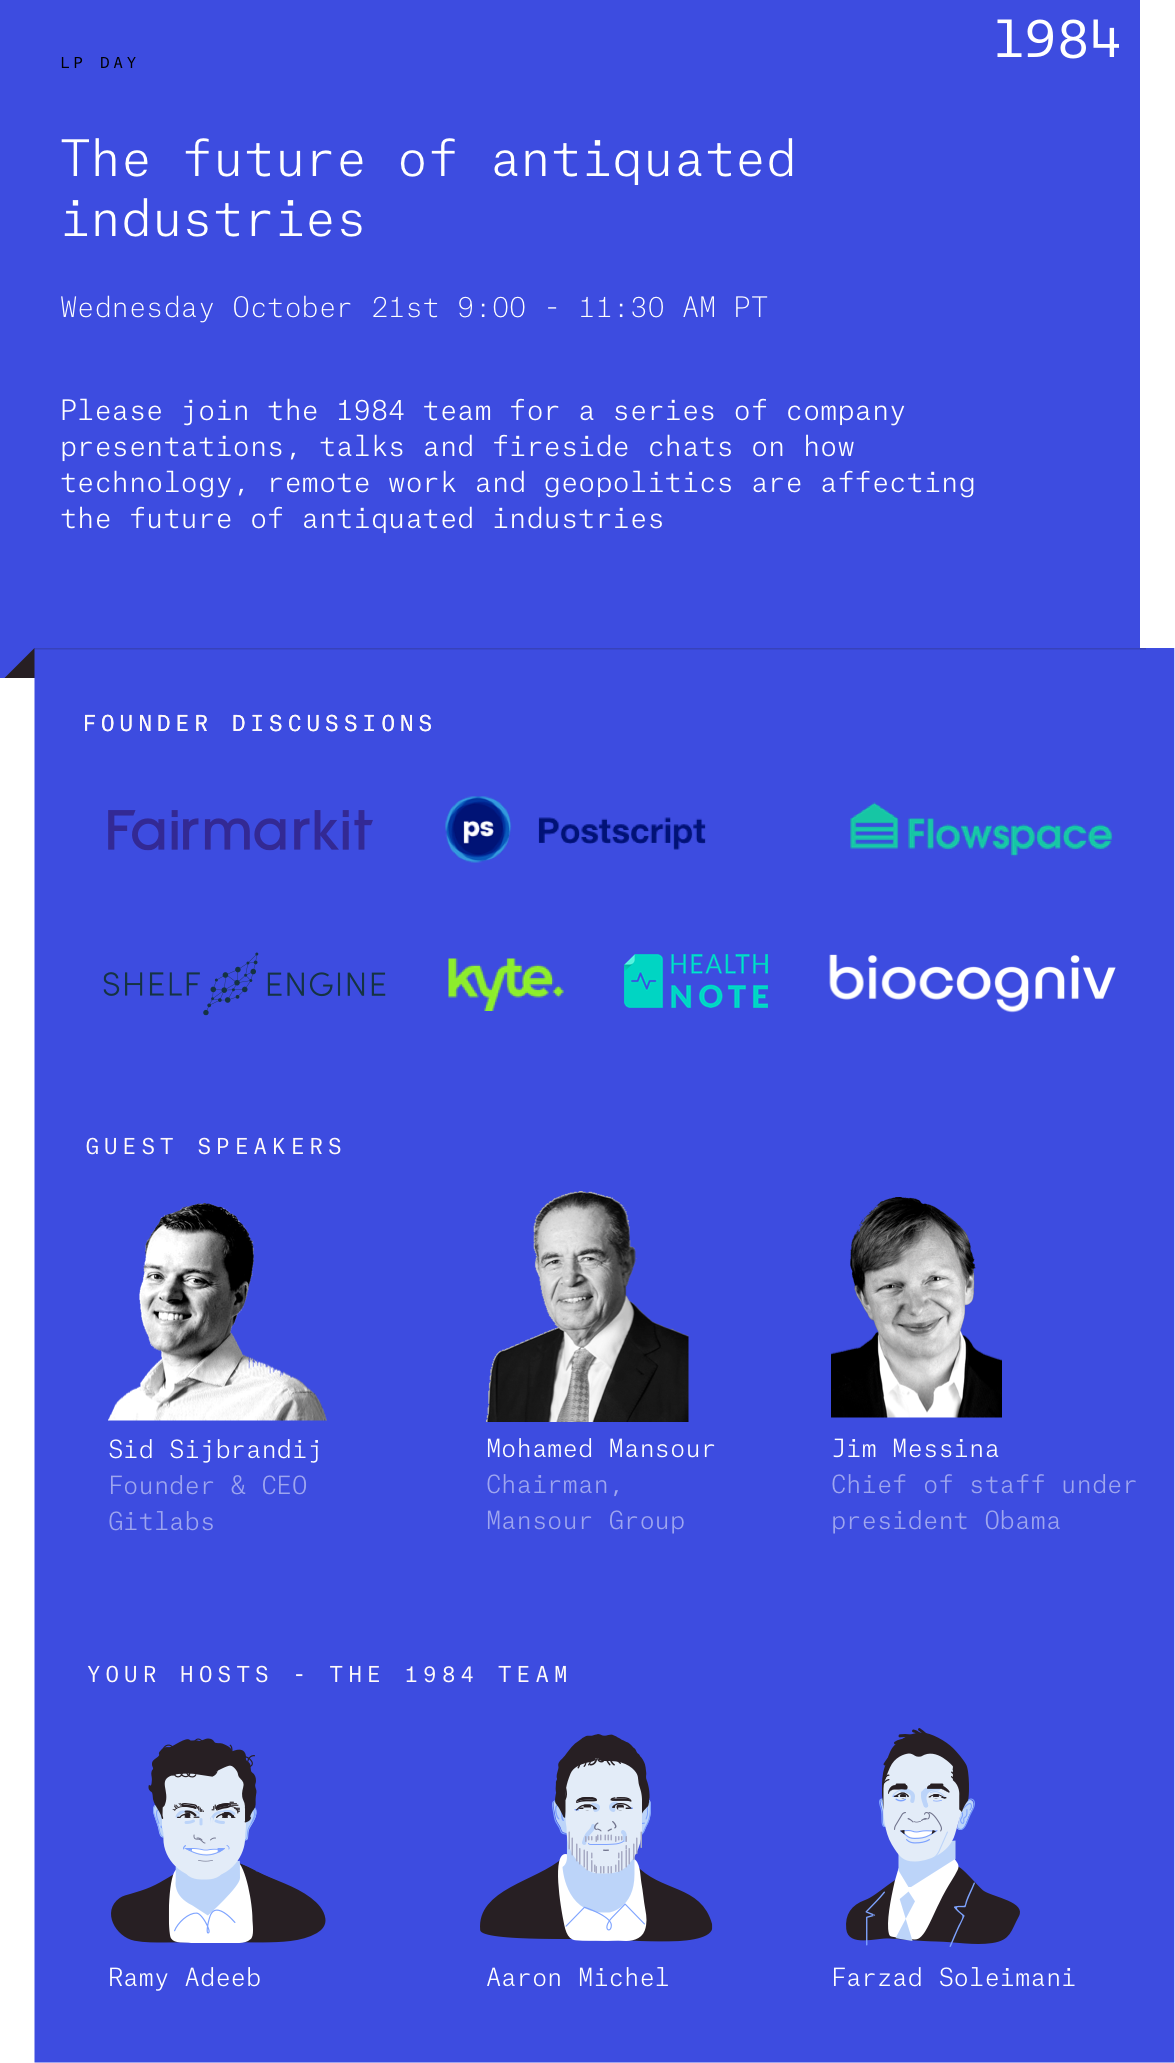 1984
LP DAY
The future of antiquated
industries
Wednesday October 21st 9:00 - 11:30 AM PT
Please join the 1984 team for a series of company
presentations, talks and fireside chats on how
technology, remote work and geopolitics are affecting
the future of antiquated industries
FOUNDER DISCUSSIONS
Fairmarkit
ps Postscript
Flowspace
SHELF ENGINE
kyte.
HEALTH
NOTE
biocogniv
GUEST SPEAKERS
Sid Sijbrandij
Founder & CEO
Gitlabs
Mohamed Mansour
Chairman,
Mansour Group
Jim Messina
Chief of staff under
president Obama
YOUR HOSTS - THE 1984 TEAM
Ramy Adeeb
Aaron Michel
Farzad Soleimani